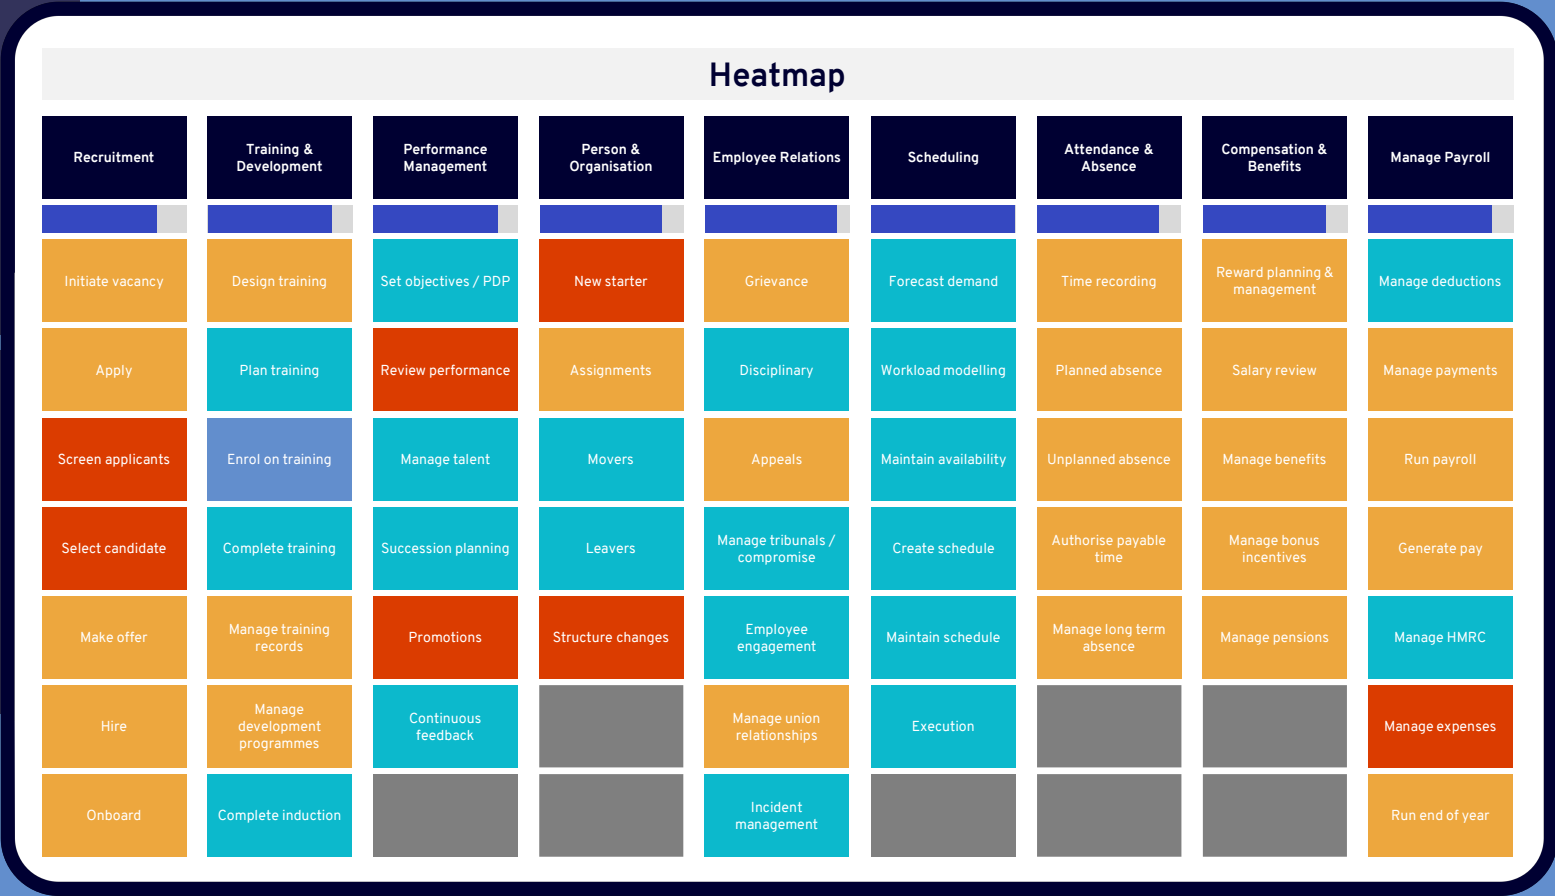 Heatmap
Recruitment
Training &
Development
Performance
Management
Person &
Organisation
Employee Relations
Scheduling
Attendance &
Absence
Compensation &
Benefits
Manage Payroll
Initiate vacancy
Design training
Set objectives / PDP
New starter
Grievance
Forecast demand
Time recording
Reward planning &
management
Manage deductions
Apply
Plan training
Review performance
Assignments
Disciplinary
Workload modelling
Planned absence
Salary review
Manage payments
Screen applicants
Enrol on training
Manage talent
Movers
Appeals
Maintain availability
Unplanned absence
Manage benefits
Run payroll
Select candidate
Complete training
Succession planning
Leavers
Manage tribunals /
compromise
Create schedule
Authorise payable
time
Manage bonus
incentives
Generate pay
Make offer
Manage training
records
Promotions
Structure changes
Employee
engagement
Maintain schedule
Manage long term
absence
Manage pensions
Manage HMRC
Hire
Manage
development
programmes
Continuous
feedback
Manage union
relationships
Execution
Manage expenses
Onboard
Complete induction
Incident
management
Run end of year